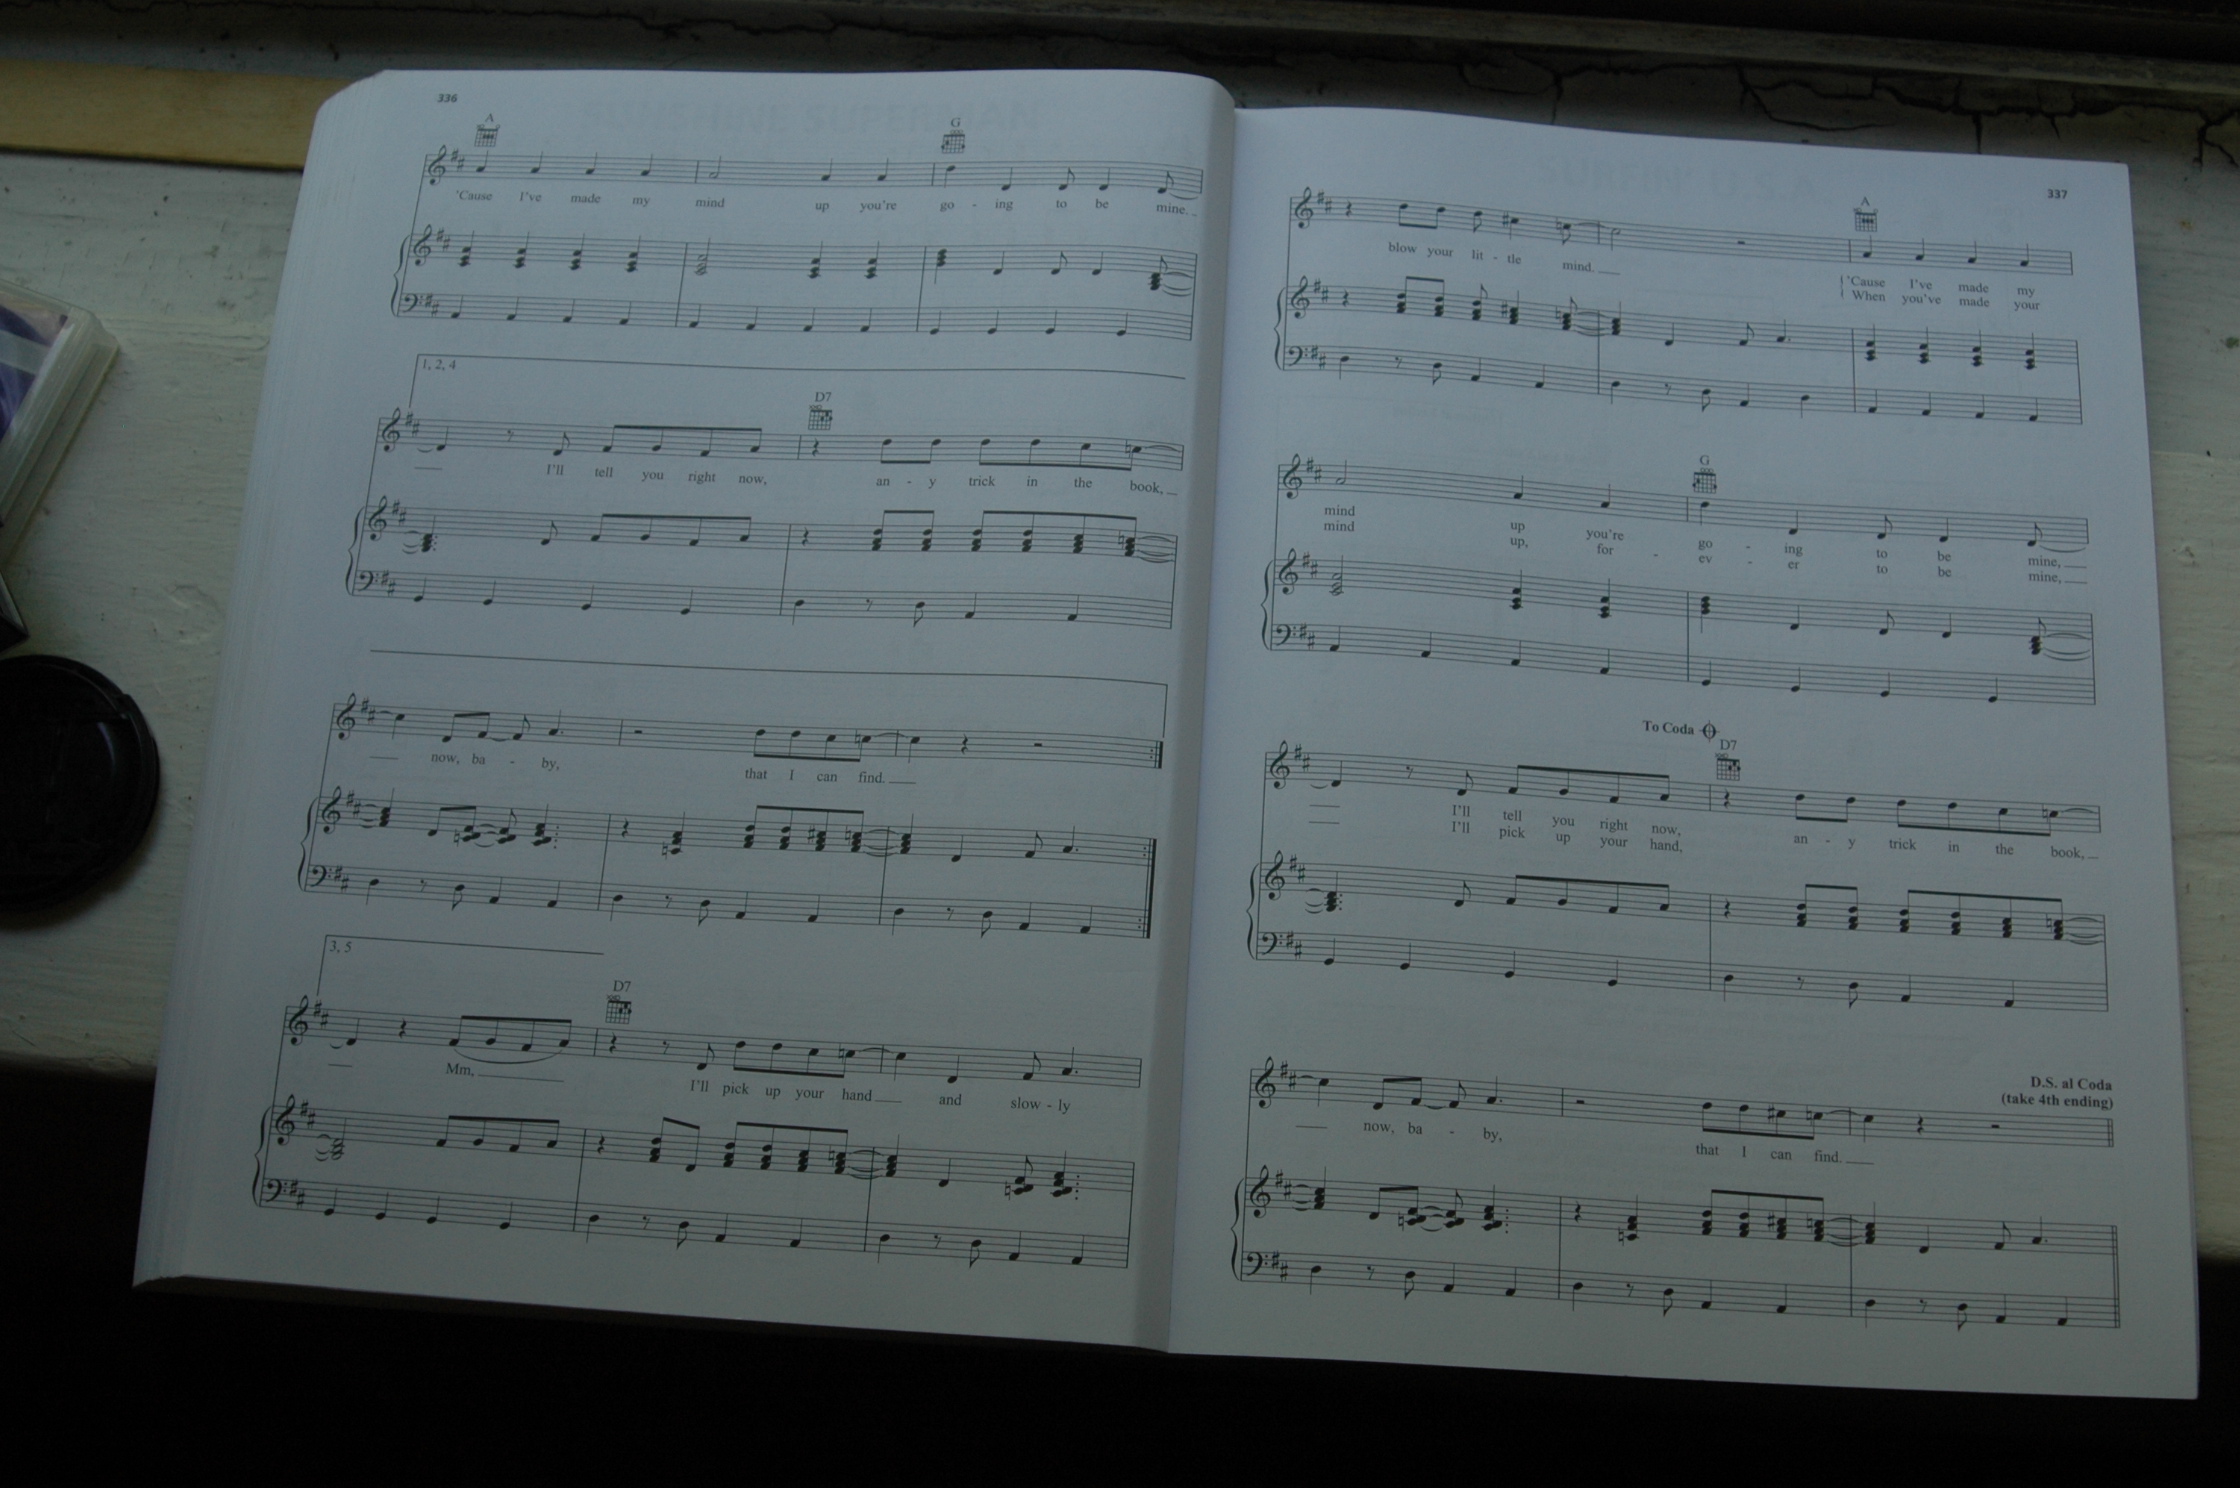 336
A G
'Cause I've made my mind up you're go - ing to be mine.
1, 2, 4
D7
I'll tell you right now, an - y trick in the book,
now, ba - by, that I can find.
3, 5
D7
Mm, I'll pick up your hand and slow - ly
337
A
blow your lit - tle mind. 'Cause I've made my
When you've made your
G
mind up you're go - ing to be mine,
mind up, for - ev - er to be mine,
To Coda
D7
I'll tell you right now, an - y trick in the book,
I'll pick up your hand,
D.S. al Coda
(take 4th ending)
now, ba - by, that I can find.